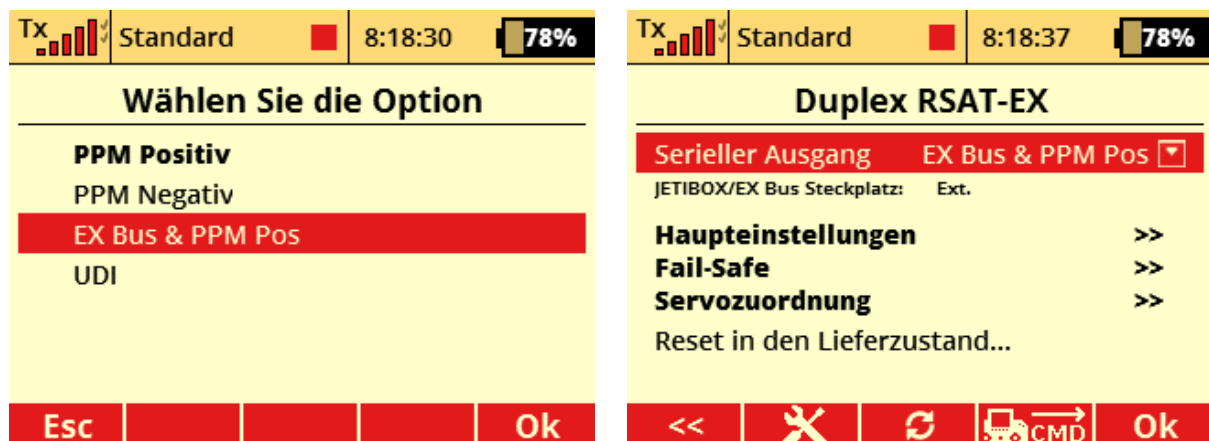 Tx Standard 8:18:30 78%
Wählen Sie die Option
PPM Positiv
PPM Negativ
EX Bus & PPM Pos
UDI
Esc Ok
Tx Standard 8:18:37 78%
Duplex RSAT-EX
Serieller Ausgang EX Bus & PPM Pos
JETIBOX/EX Bus Steckplatz: Ext.
Haupteinstellungen >>
Fail-Safe >>
Servozuordnung >>
Reset in den Lieferzustand...
<< CMD Ok